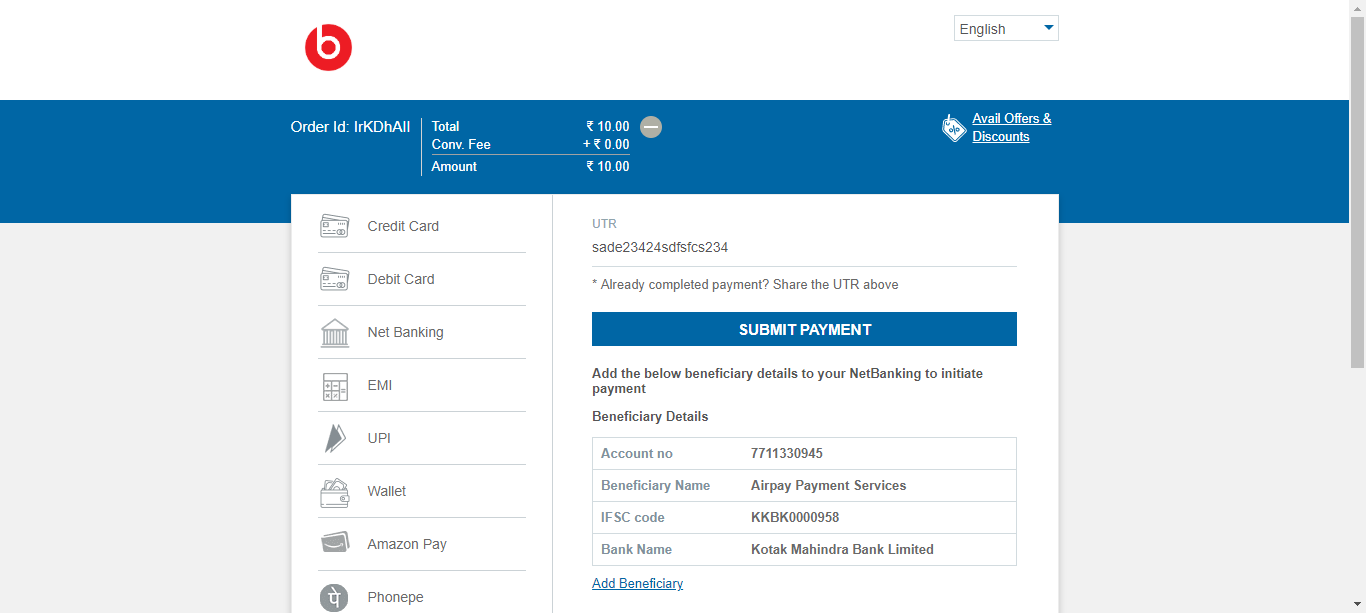 English
Order Id: IrKDhAll
Total ₹ 10.00
Conv. Fee + ₹ 0.00
Amount ₹ 10.00
Avail Offers &
Discounts
Credit Card
Debit Card
Net Banking
EMI
UPI
Wallet
Amazon Pay
Phonepe
UTR
sade23424sdfsfcs234
* Already completed payment? Share the UTR above
SUBMIT PAYMENT
Add the below beneficiary details to your NetBanking to initiate
payment
Beneficiary Details
Account no 7711330945
Beneficiary Name Airpay Payment Services
IFSC code KKBK0000958
Bank Name Kotak Mahindra Bank Limited
Add Beneficiary